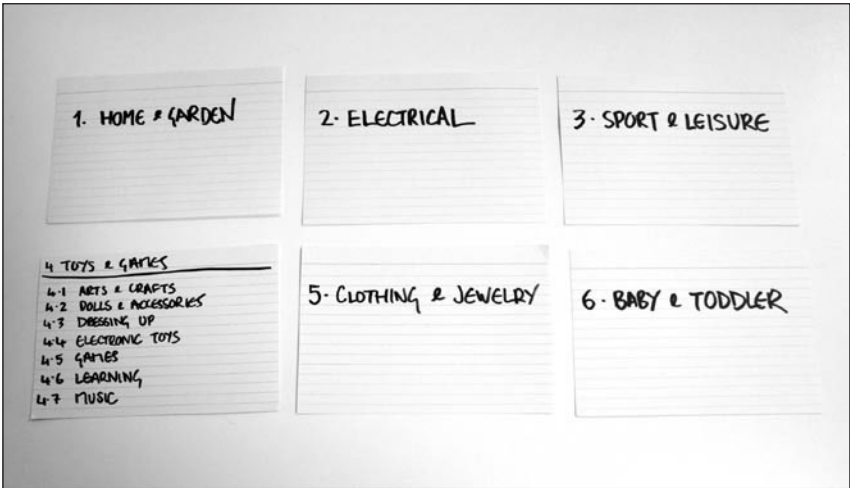 1. HOME & GARDEN
2. ELECTRICAL
3. SPORT & LEISURE
4 TOYS & GAMES
4.1 ARTS & CRAFTS
4.2 DOLLS & ACCESSORIES
4.3 DRESSING UP
4.4 ELECTRONIC TOYS
4.5 GAMES
4.6 LEARNING
4.7 MUSIC
5. CLOTHING & JEWELRY
6. BABY & TODDLER